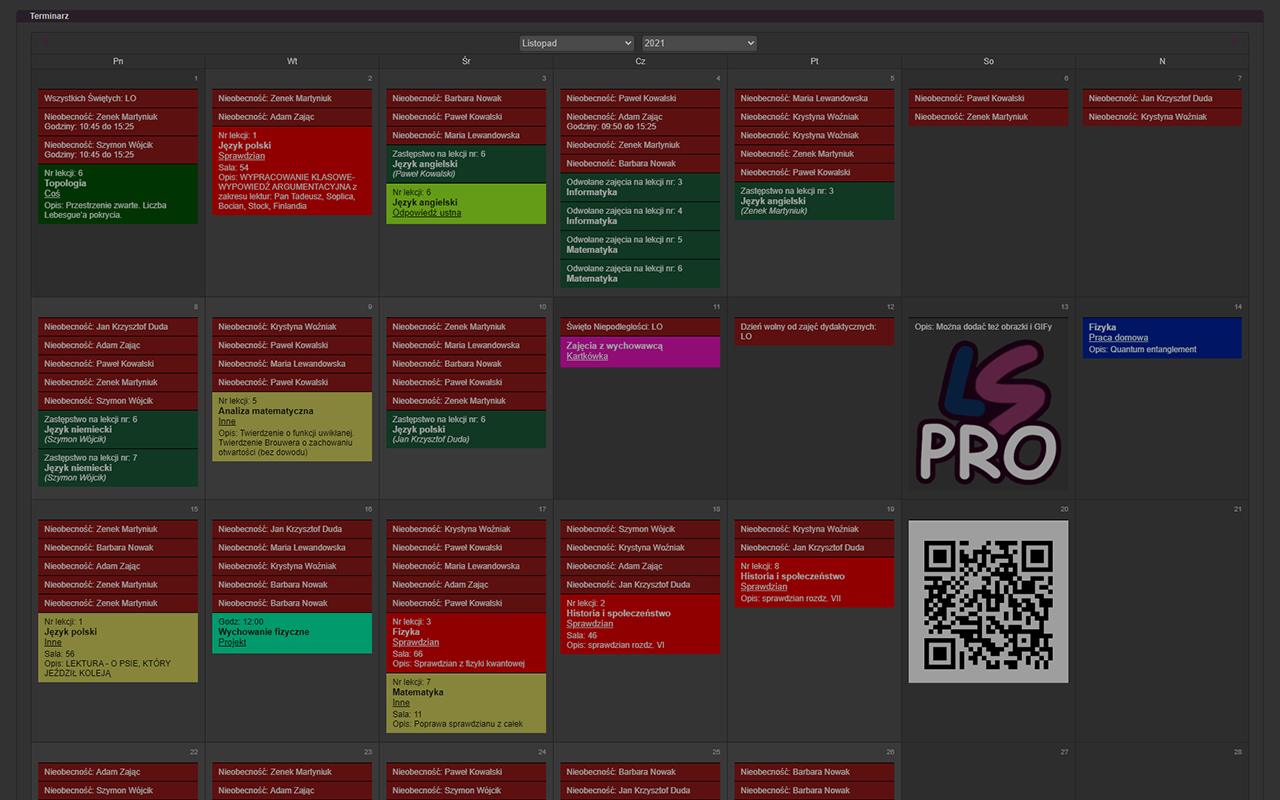 Terminarz
Listopad 2021
Pn Wt Śr Cz Pt So N
1
Wszystkich Świętych: LO
Nieobecność: Zenek Martyniuk
Godziny: 10:45 do 15:25
Nieobecność: Szymon Wójcik
Godziny: 10:45 do 15:25
Nr lekcji: 6
Topologia
Coś
Opis: Przestrzenie zwarte. Liczba
Lebesgue'a pokrycia.
2
Nieobecność: Zenek Martyniuk
Nieobecność: Adam Zając
Nr lekcji: 1
Język polski
Sprawdzian
Sala: 54
Opis: WYPRACOWANIE KLASOWE-
WYPOWIEDŹ ARGUMENTACYJNA z
zakresu lektur: Pan Tadeusz, Soplica,
Bocian, Stock, Finlandia
3
Nieobecność: Barbara Nowak
Nieobecność: Paweł Kowalski
Nieobecność: Maria Lewandowska
Zastępstwo na lekcji nr: 6
Język angielski
(Paweł Kowalski)
Nr lekcji: 6
Język angielski
Odpowiedź ustna
4
Nieobecność: Paweł Kowalski
Nieobecność: Adam Zając
Godziny: 09:50 do 15:25
Nieobecność: Zenek Martyniuk
Nieobecność: Barbara Nowak
Odwołane zajęcia na lekcji nr: 3
Informatyka
Odwołane zajęcia na lekcji nr: 4
Informatyka
Odwołane zajęcia na lekcji nr: 5
Matematyka
Odwołane zajęcia na lekcji nr: 6
Matematyka
5
Nieobecność: Maria Lewandowska
Nieobecność: Krystyna Woźniak
Nieobecność: Krystyna Woźniak
Nieobecność: Zenek Martyniuk
Nieobecność: Paweł Kowalski
Zastępstwo na lekcji nr: 3
Język angielski
(Zenek Martyniuk)
6
Nieobecność: Paweł Kowalski
Nieobecność: Zenek Martyniuk
7
Nieobecność: Jan Krzysztof Duda
Nieobecność: Krystyna Woźniak
8
Nieobecność: Jan Krzysztof Duda
Nieobecność: Adam Zając
Nieobecność: Paweł Kowalski
Nieobecność: Zenek Martyniuk
Nieobecność: Szymon Wójcik
Zastępstwo na lekcji nr: 6
Język niemiecki
(Szymon Wójcik)
Zastępstwo na lekcji nr: 7
Język niemiecki
(Szymon Wójcik)
9
Nieobecność: Krystyna Woźniak
Nieobecność: Paweł Kowalski
Nieobecność: Maria Lewandowska
Nieobecność: Paweł Kowalski
Nr lekcji: 5
Analiza matematyczna
Inne
Opis: Twierdzenie o funkcji uwikłanej.
Twierdzenie Brouwera o zachowaniu
otwartości (bez dowodu)
10
Nieobecność: Zenek Martyniuk
Nieobecność: Maria Lewandowska
Nieobecność: Barbara Nowak
Nieobecność: Paweł Kowalski
Nieobecność: Zenek Martyniuk
Zastępstwo na lekcji nr: 6
Język polski
(Jan Krzysztof Duda)
11
Święto Niepodległości: LO
Zajęcia z wychowawcą
Kartkówka
12
Dzień wolny od zajęć dydaktycznych:
LO
13
Opis: Można dodać też obrazki i GIFy
LS
PRO
14
Fizyka
Praca domowa
Opis: Quantum entanglement
15
Nieobecność: Zenek Martyniuk
Nieobecność: Barbara Nowak
Nieobecność: Adam Zając
Nieobecność: Zenek Martyniuk
Nieobecność: Zenek Martyniuk
Nr lekcji: 1
Język polski
Inne
Sala: 56
Opis: LEKTURA - O PSIE, KTÓRY
JEŹDZIŁ KOLEJĄ
16
Nieobecność: Jan Krzysztof Duda
Nieobecność: Maria Lewandowska
Nieobecność: Krystyna Woźniak
Nieobecność: Barbara Nowak
Nieobecność: Barbara Nowak
Godz: 12:00
Wychowanie fizyczne
Projekt
17
Nieobecność: Krystyna Woźniak
Nieobecność: Paweł Kowalski
Nieobecność: Maria Lewandowska
Nieobecność: Adam Zając
Nieobecność: Paweł Kowalski
Nr lekcji: 3
Fizyka
Sprawdzian
Sala: 66
Opis: Sprawdzian z fizyki kwantowej
Nr lekcji: 7
Matematyka
Inne
Sala: 11
Opis: Poprawa sprawdzianu z całek
18
Nieobecność: Szymon Wójcik
Nieobecność: Krystyna Woźniak
Nieobecność: Adam Zając
Nieobecność: Jan Krzysztof Duda
Nr lekcji: 2
Historia i społeczeństwo
Sprawdzian
Sala: 46
Opis: sprawdzian rozdz. VI
19
Nieobecność: Krystyna Woźniak
Nieobecność: Jan Krzysztof Duda
Nr lekcji: 8
Historia i społeczeństwo
Sprawdzian
Opis: sprawdzian rozdz. VII
20
21
22
Nieobecność: Adam Zając
Nieobecność: Szymon Wójcik
23
Nieobecność: Zenek Martyniuk
Nieobecność: Adam Zając
24
Nieobecność: Paweł Kowalski
Nieobecność: Szymon Wójcik
25
Nieobecność: Barbara Nowak
Nieobecność: Jan Krzysztof Duda
26
Nieobecność: Barbara Nowak
Nieobecność: Barbara Nowak
27
28